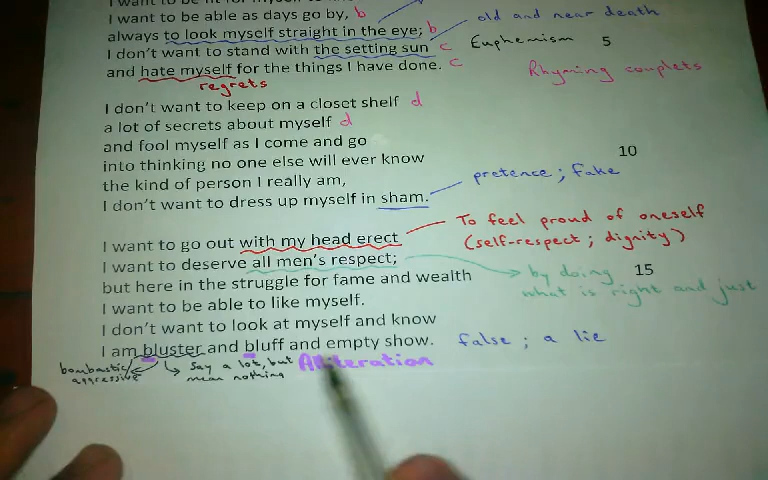 I want to be able as days go by, b
old and near death
always to look myself straight in the eye; b
I don't want to stand with the setting sun c Euphemism 5
and hate myself for the things I have done. c
Rhyming couplets
regrets
I don't want to keep on a closet shelf d
a lot of secrets about myself d
and fool myself as I come and go
into thinking no one else will ever know 10
the kind of person I really am, pretence ; fake
I don't want to dress up myself in sham.
I want to go out with my head erect To feel proud of oneself
(self-respect ; dignity)
I want to deserve all men's respect; 15
by doing
what is right and just
but here in the struggle for fame and wealth
I want to be able to like myself.
I don't want to look at myself and know
I am bluster and bluff and empty show. false ; a lie
bombastic/
aggressive
Say a lot, but
mean nothing
Alliteration